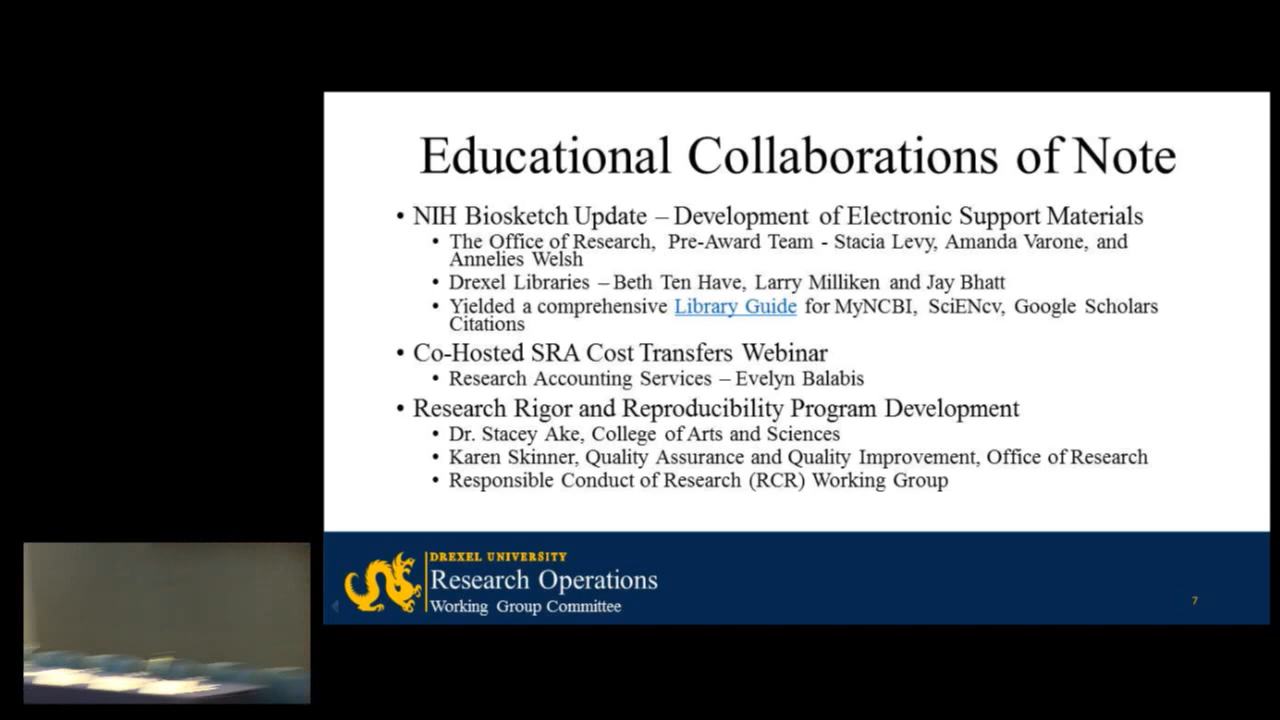 Educational Collaborations of Note
• NIH Biosketch Update – Development of Electronic Support Materials
• The Office of Research, Pre-Award Team - Stacia Levy, Amanda Varone, and
Annelies Welsh
• Drexel Libraries – Beth Ten Have, Larry Milliken and Jay Bhatt
• Yielded a comprehensive Library Guide for MyNCBI, SciENcv, Google Scholars
Citations
• Co-Hosted SRA Cost Transfers Webinar
• Research Accounting Services – Evelyn Balabis
• Research Rigor and Reproducibility Program Development
• Dr. Stacey Ake, College of Arts and Sciences
• Karen Skinner, Quality Assurance and Quality Improvement, Office of Research
• Responsible Conduct of Research (RCR) Working Group
DREXEL UNIVERSITY
Research Operations
Working Group Committee
7